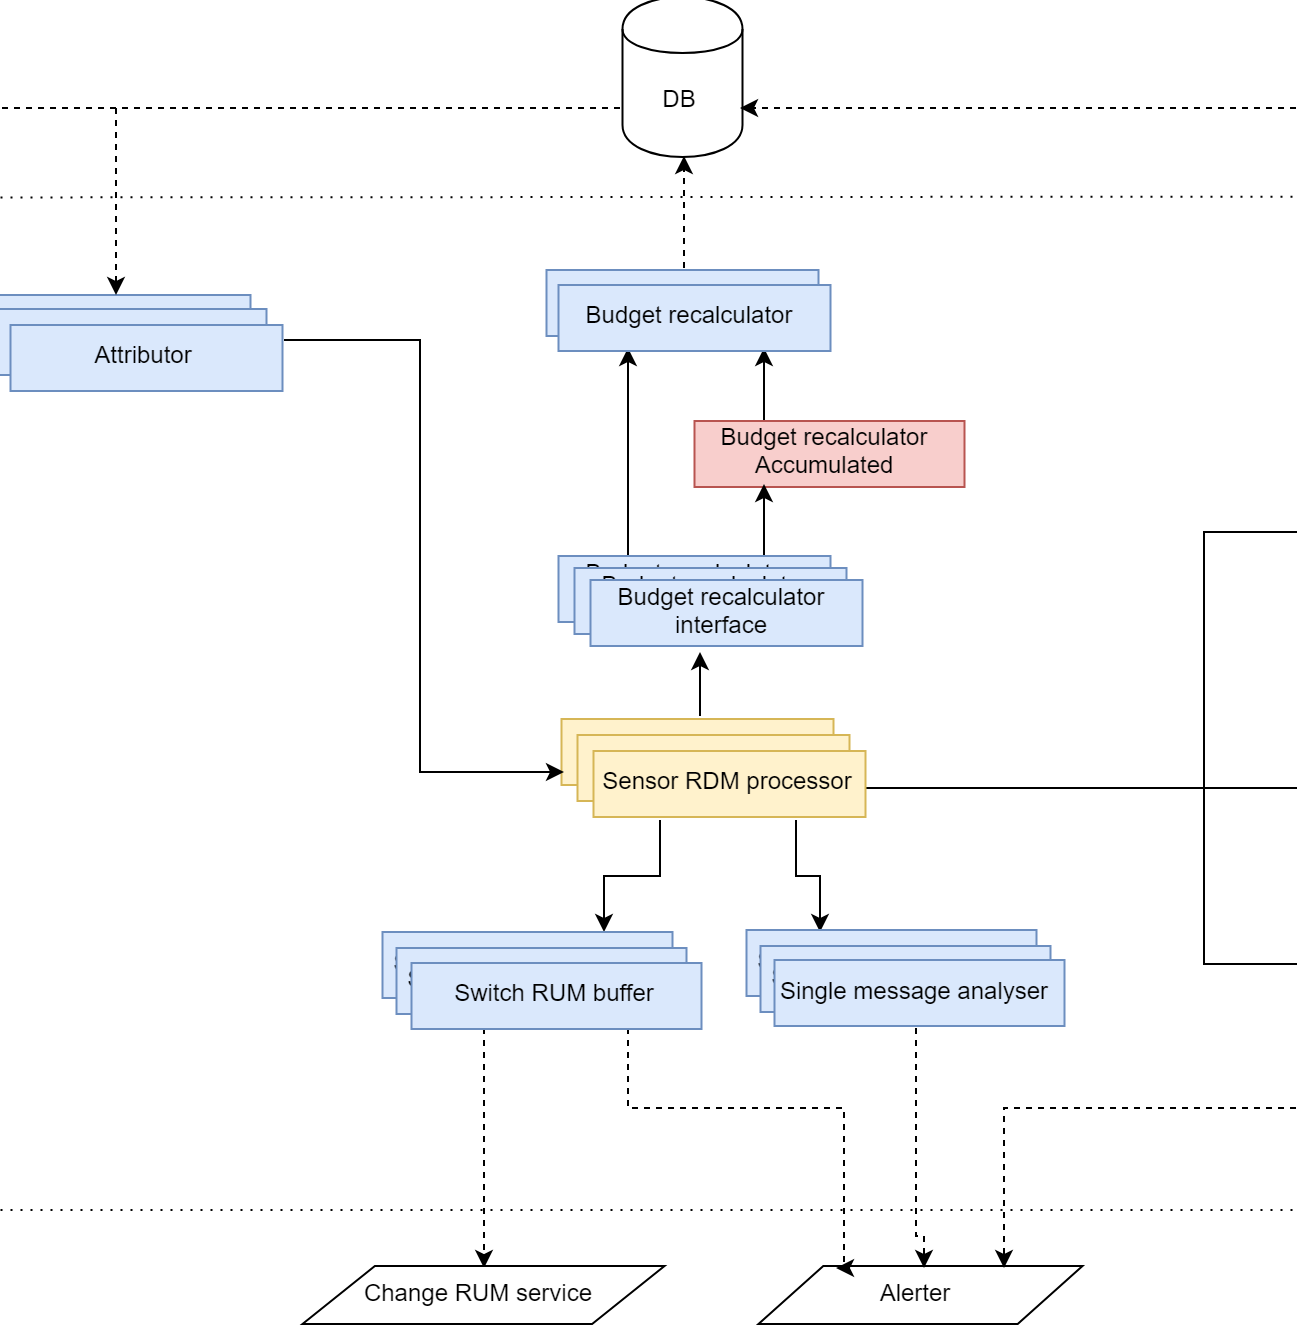 DB
Budget recalculator
Attributor
Budget recalculator
Accumulated
Budget recalculator
interface
Sensor RDM processor
Switch RUM buffer
Single message analyser
Change RUM service
Alerter